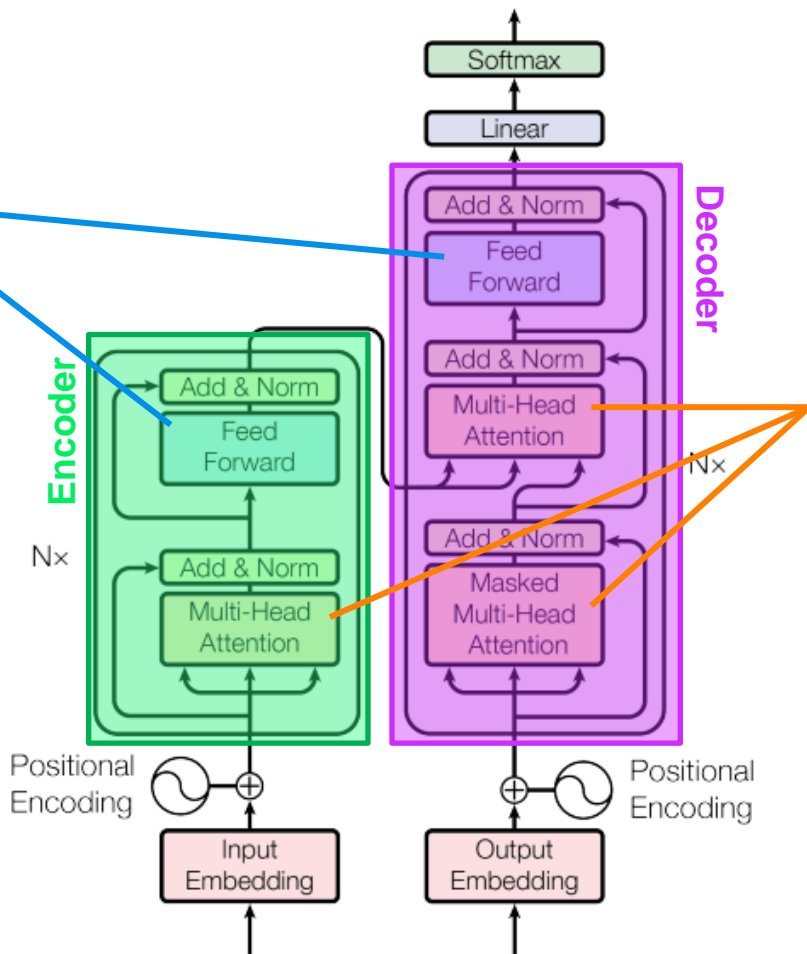 Softmax
Linear
Decoder
Add & Norm
Feed
Forward
Add & Norm
Multi-Head
Attention
N×
Add & Norm
Masked
Multi-Head
Attention
Encoder
Add & Norm
Feed
Forward
N×
Add & Norm
Multi-Head
Attention
Positional
Encoding
Positional
Encoding
Input
Embedding
Output
Embedding